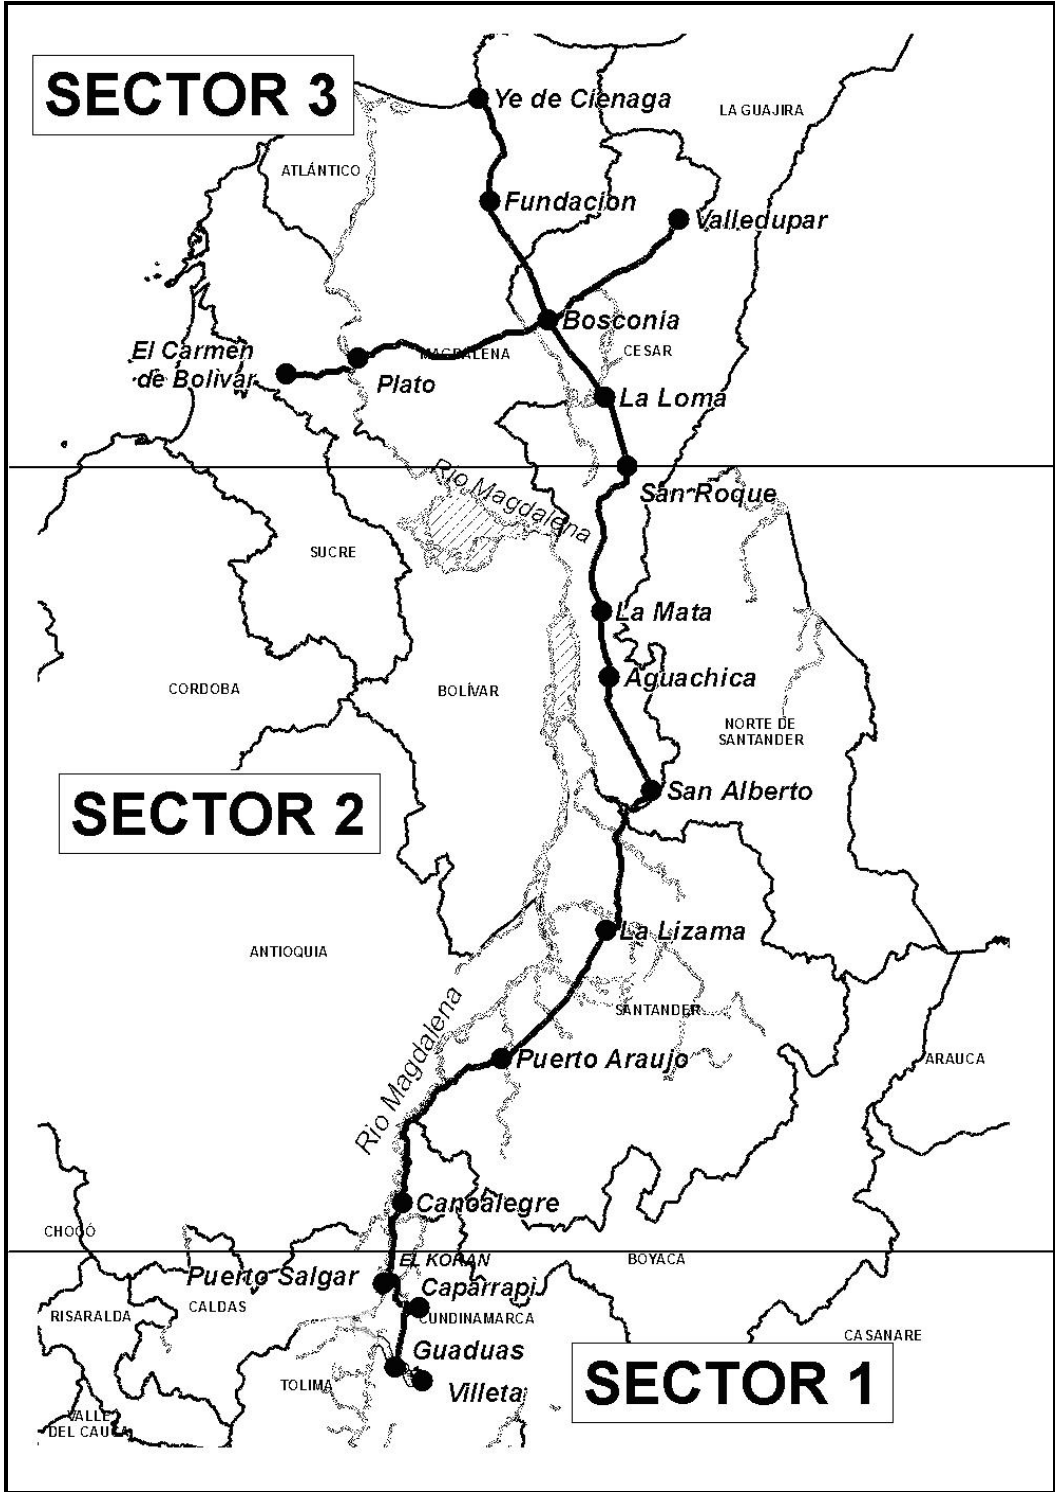 SECTOR 3
Ye de Cienaga
LA GUAJIRA
ATLÁNTICO
Fundacion
Valledupar
Bosconia
El Carmen
de Bolivar
MAGDALENA
CESAR
Plato
La Loma
Rio Magdalena
San Roque
SUCRE
La Mata
Aguachica
CORDOBA
BOLÍVAR
NORTE DE
SANTANDER
SECTOR 2
San Alberto
La Lizama
ANTIOQUIA
SANTANDER
Rio Magdalena
Puerto Araujo
ARAUCA
Canoalegre
CHOCÓ
EL KORAN
BOYACA
Puerto Salgar
Caparrapi
CALDAS
RISARALDA
CUNDINAMARCA
CASANARE
Guaduas
SECTOR 1
TOLIMA
Villeta
VALLE
DEL CAUCA